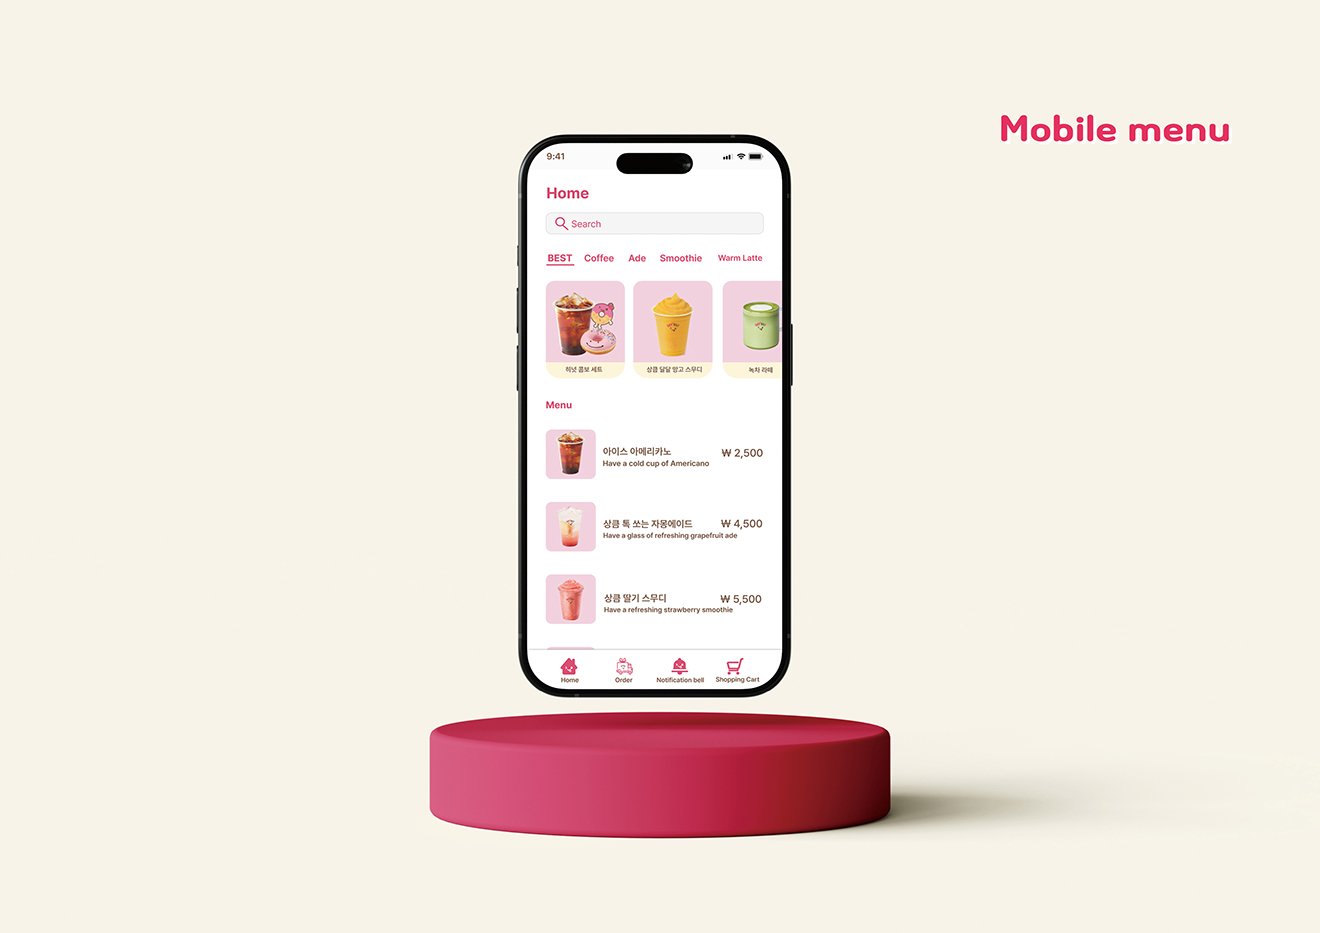 Mobile menu
9:41
Home
Search
BEST Coffee Ade Smoothie Warm Latte
허넛 콤보 세트
상큼 달달 망고 스무디
녹차 라떼
Menu
아이스 아메리카노 ₩ 2,500
Have a cold cup of Americano
상큼 톡 쏘는 자몽에이드 ₩ 4,500
Have a glass of refreshing grapefruit ade
상큼 딸기 스무디 ₩ 5,500
Have a refreshing strawberry smoothie
Home Order Notification bell Shopping Cart